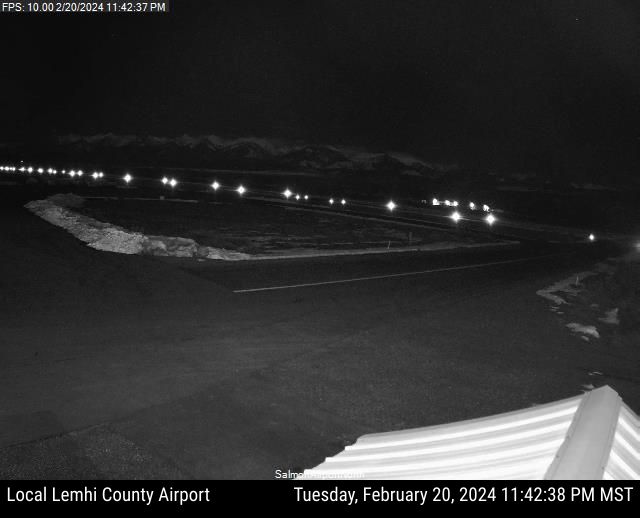 FPS: 10.00 2/20/2024 11:42:37 PM
Local Lemhi County Airport
Tuesday, February 20, 2024 11:42:38 PM MST